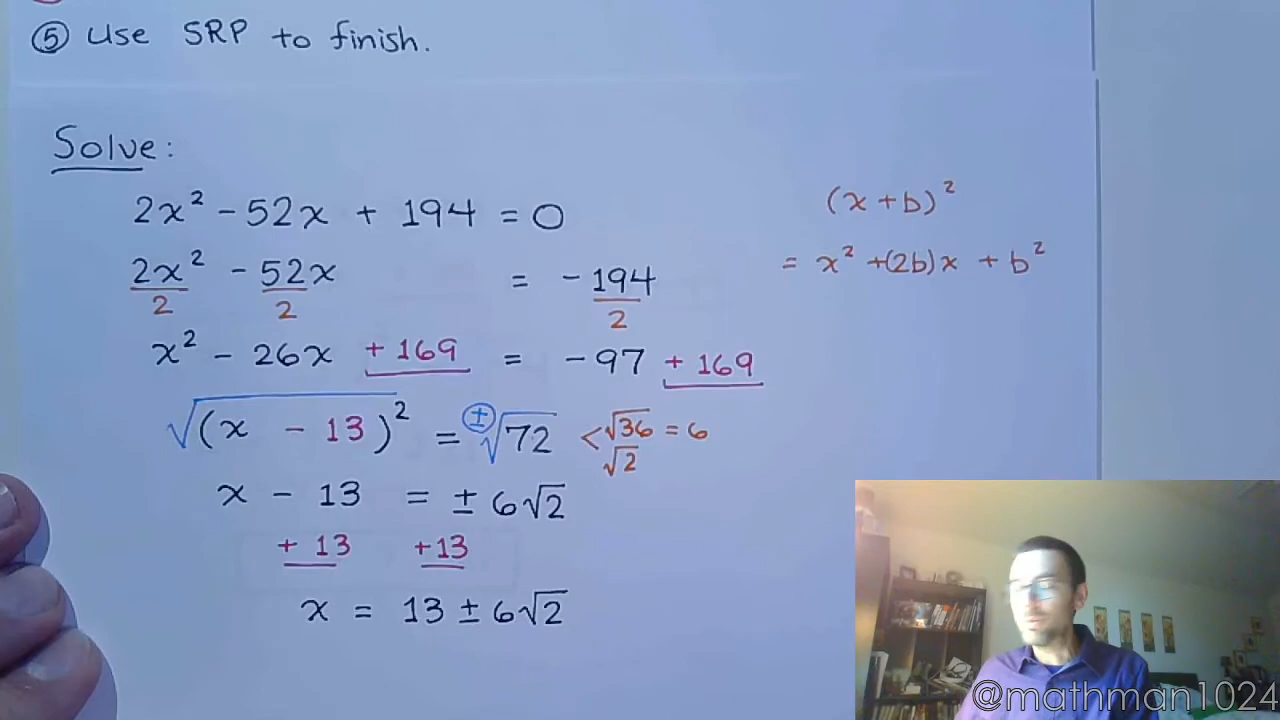 ⑤ Use SRP to finish.
Solve:
2x² - 52x + 194 = 0
2x²/2 - 52x/2 = -194/2
x² - 26x + 169 = -97 + 169
√(x - 13)² = ±√72 < √36 = 6
√2
x - 13 = ± 6√2
+ 13 +13
x = 13 ± 6√2
(x + b)²
= x² + (2b)x + b²
@mathman1024